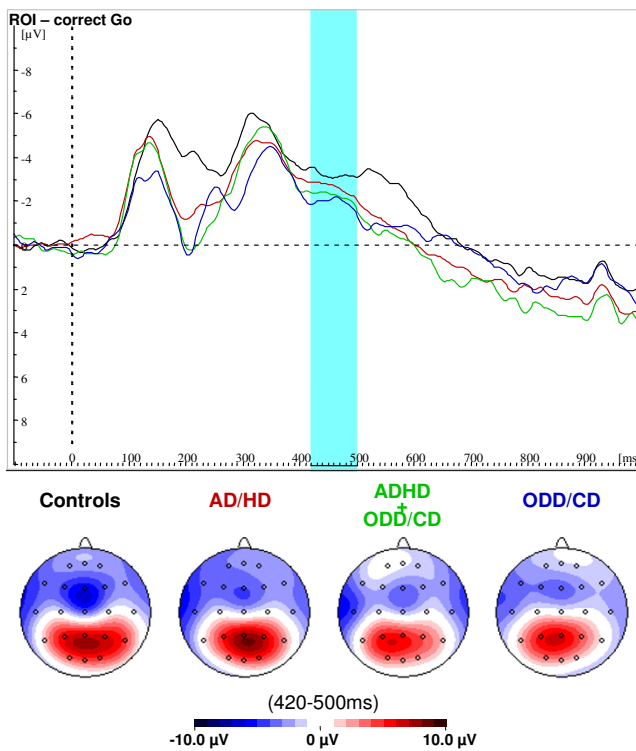 ROI – correct Go
[µV]
-8
-6
-4
-2
0
2
4
6
8
0 100 200 300 400 500 600 700 800 900 [ms
Controls AD/HD ADHD + ODD/CD ODD/CD
(420-500ms)
-10.0 µV 0 µV 10.0 µV